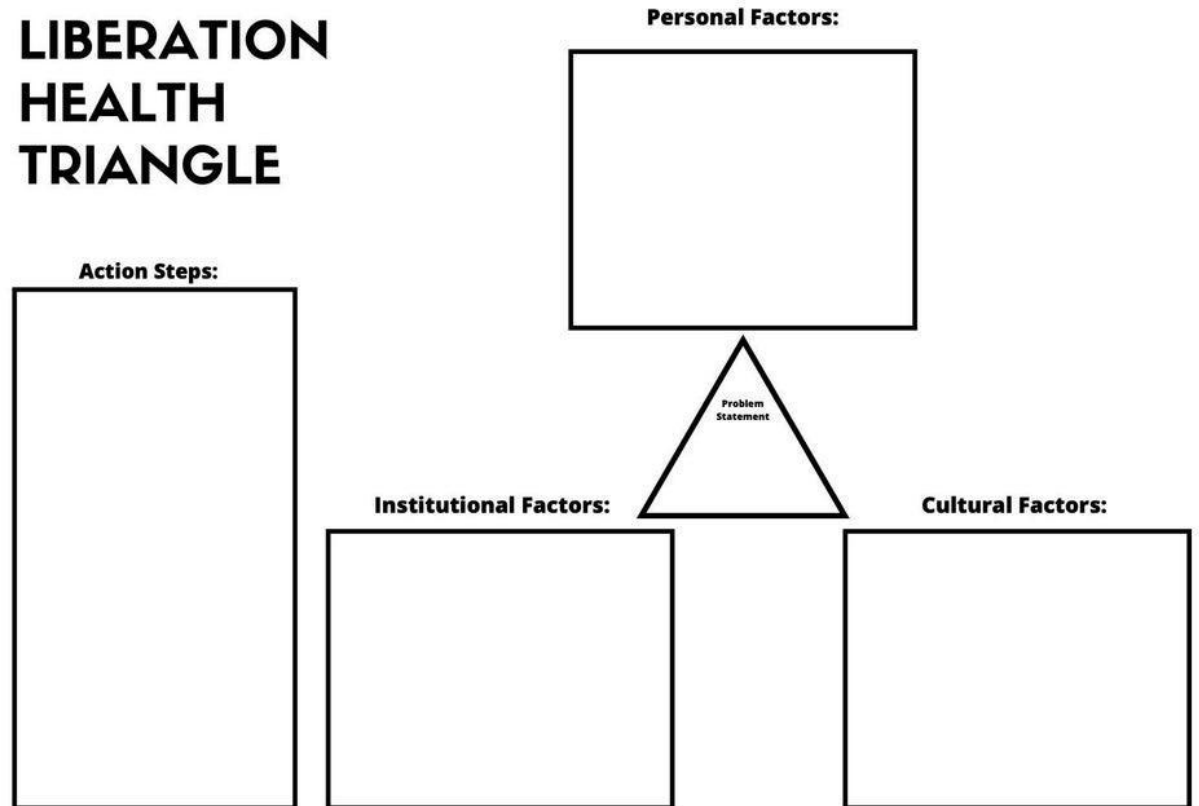 LIBERATION
HEALTH
TRIANGLE
Personal Factors:
Action Steps:
Problem
Statement
Institutional Factors:
Cultural Factors: